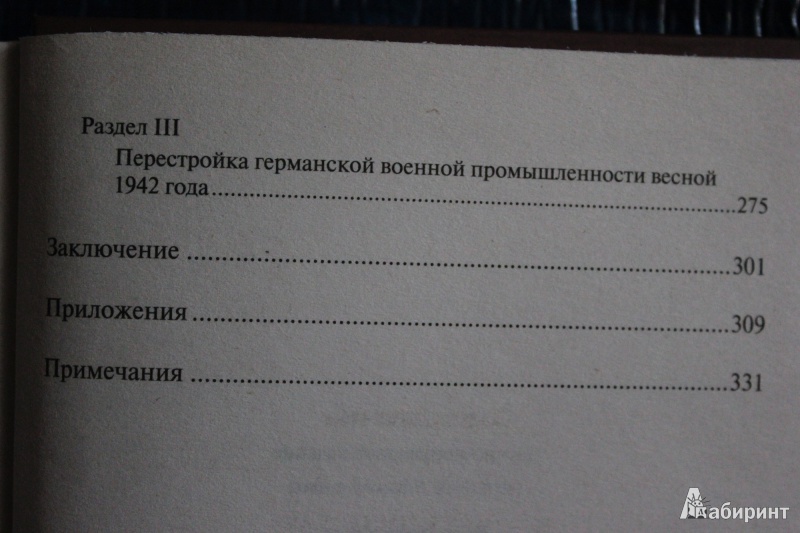 Раздел III
Перестройка германской военной промышленности весной
1942 года........................................................................275
Заключение ........................................................................301
Приложения........................................................................309
Примечания ........................................................................331
Лабиринт